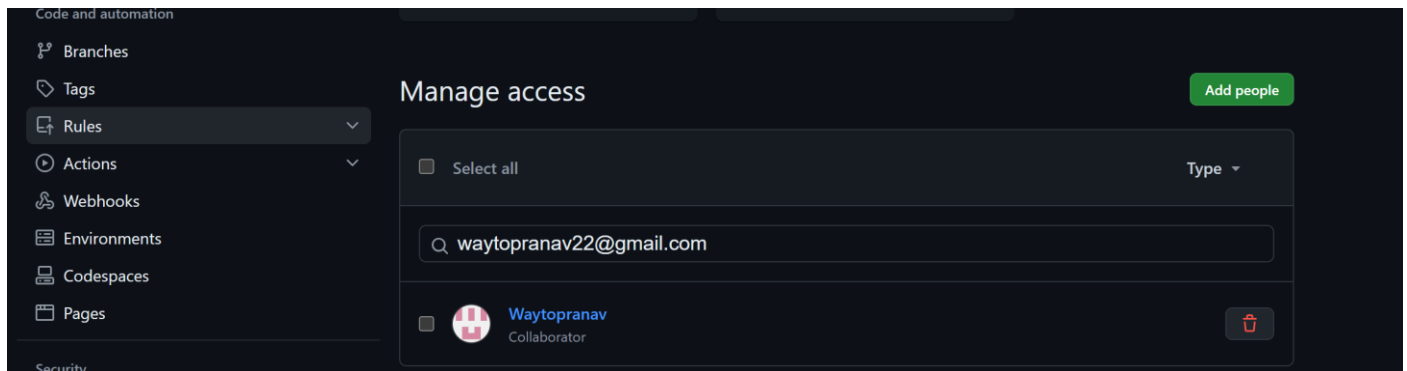 Code and automation
Branches
Tags
Rules
Actions
Webhooks
Environments
Codespaces
Pages
Security
Manage access
Add people
Select all
Type
waytopranav22@gmail.com
Waytopranav
Collaborator